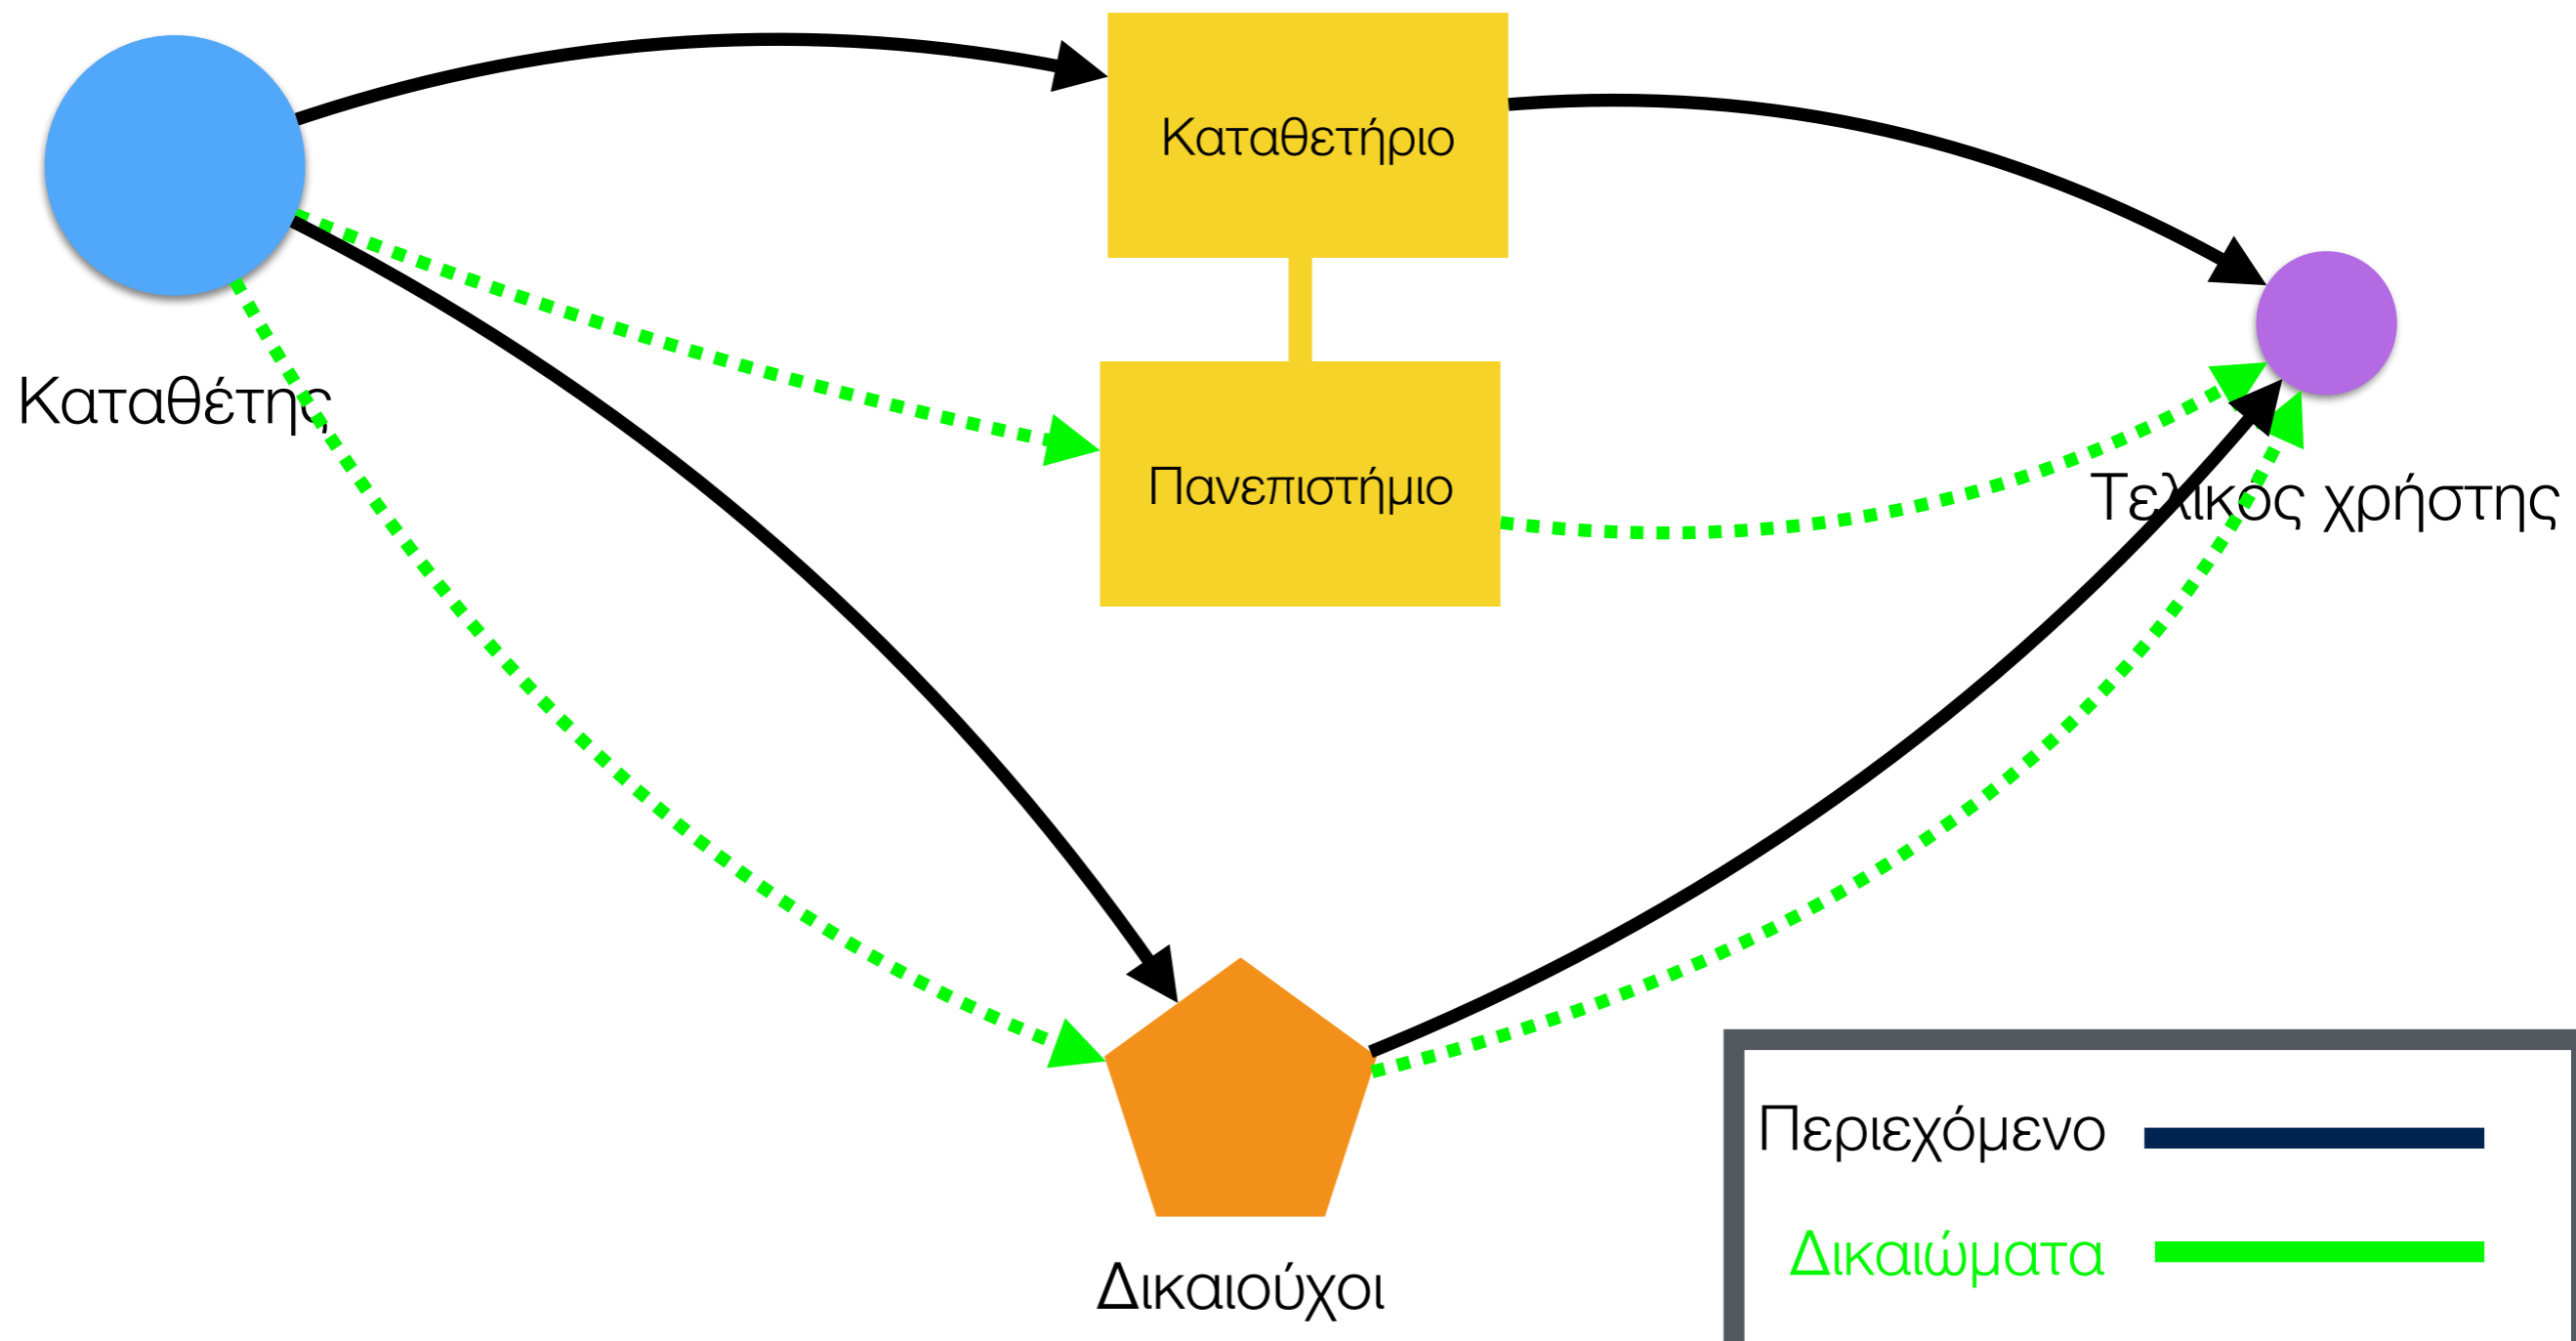 Καταθετήριο
Καταθέτης
Πανεπιστήμιο
Τελικός χρήστης
Περιεχόμενο
Δικαιώματα
Δικαιούχοι